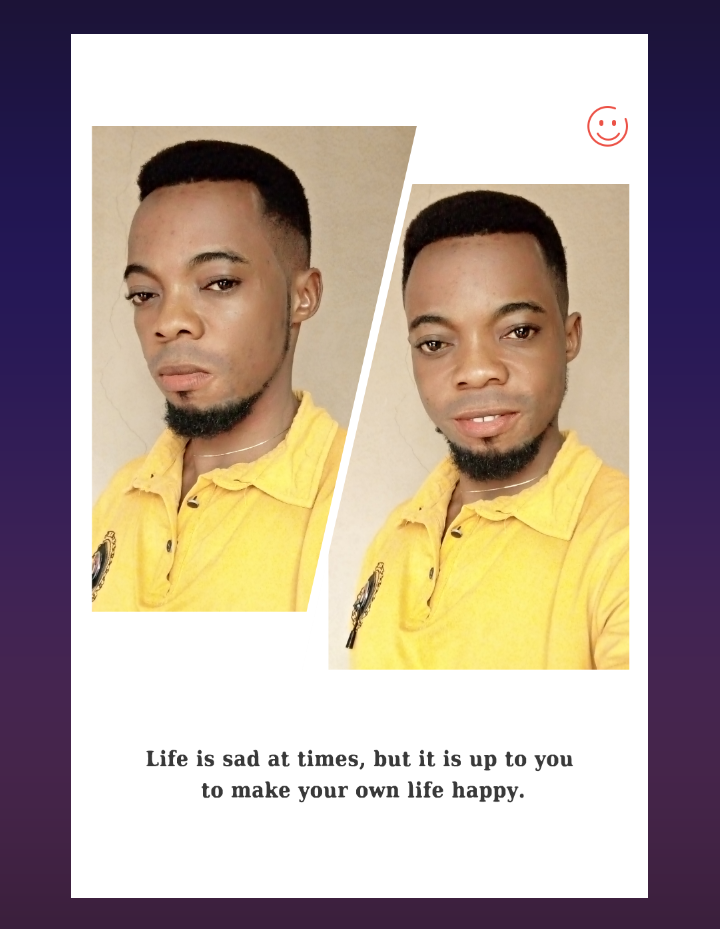 Life is sad at times, but it is up to you
to make your own life happy.